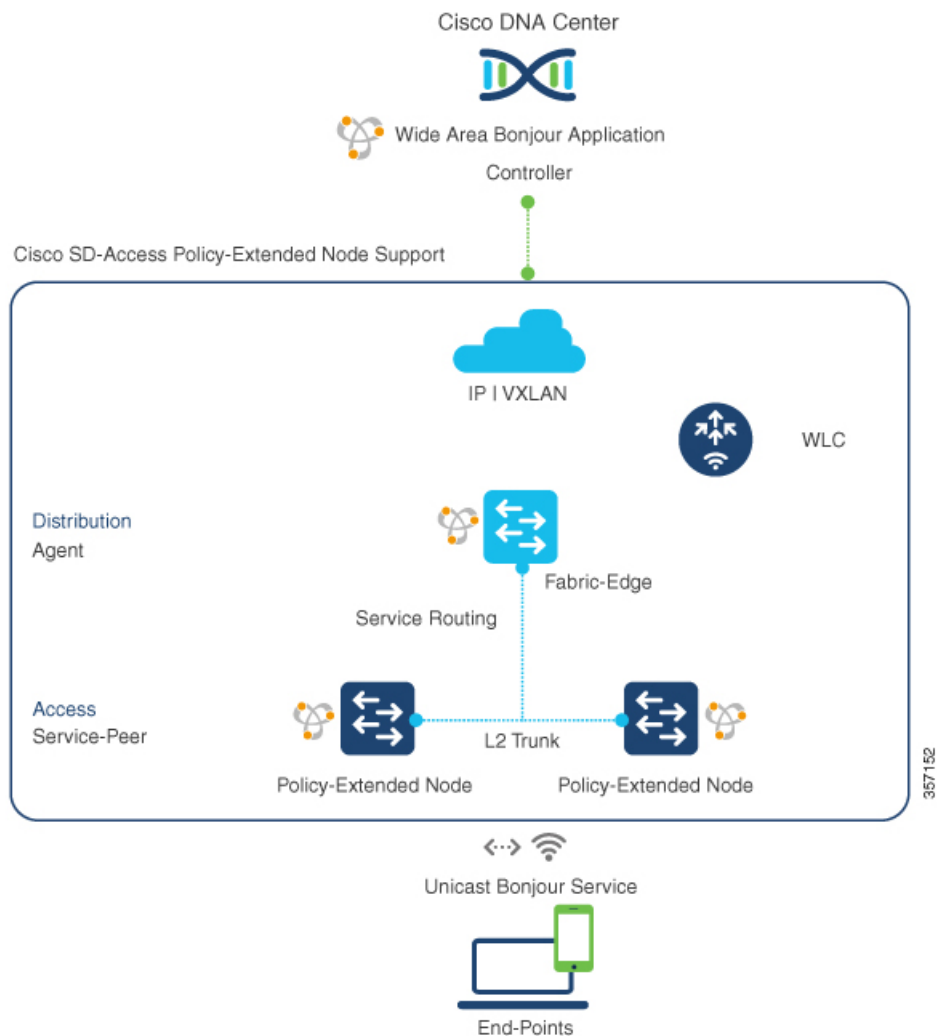 Cisco DNA Center
Wide Area Bonjour Application
Controller
Cisco SD-Access Policy-Extended Node Support
IP | VXLAN
WLC
Distribution
Agent
Fabric-Edge
Service Routing
Access
Service-Peer
L2 Trunk
Policy-Extended Node
Policy-Extended Node
357152
Unicast Bonjour Service
End-Points